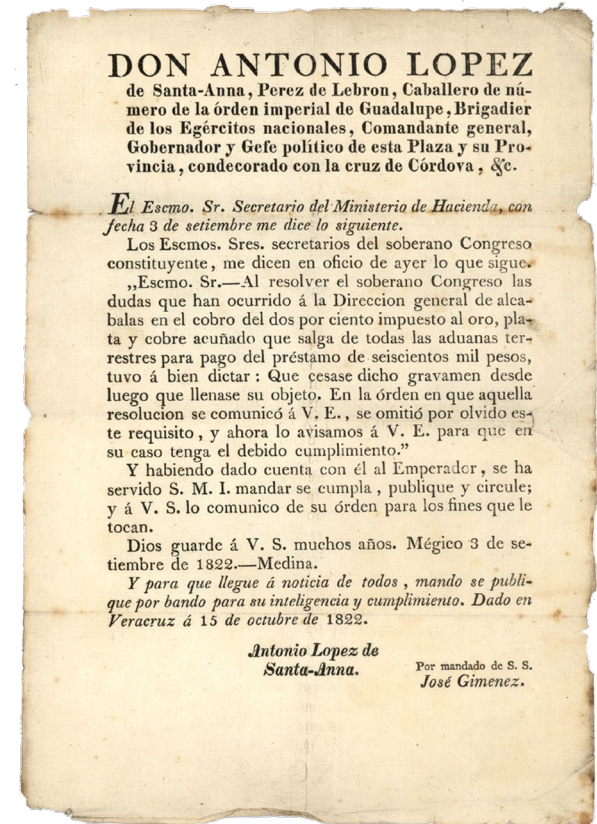 DON ANTONIO LOPEZ
de Santa-Anna, Perez de Lebron, Caballero de nú-
mero de la órden imperial de Guadalupe, Brigadier
de los Egércitos nacionales, Comandante general,
Gobernador y Gefe político de esta Plaza y su Pro-
vincia, condecorado con la cruz de Córdova, &c.
El Escmo. Sr. Secretario del Ministerio de Hacienda, con
fecha 3 de setiembre me dice lo siguiente.
Los Escmos. Sres. secretarios del soberano Congreso
constituyente, me dicen en oficio de ayer lo que sigue.
,,Escmo. Sr.—Al resolver el soberano Congreso las
dudas que han ocurrido á la Direccion general de alca-
balas en el cobro del dos por ciento impuesto al oro, pla-
ta y cobre acuñado que salga de todas las aduanas ter-
restres para pago del préstamo de seiscientos mil pesos,
tuvo á bien dictar: Que cesase dicho gravamen desde
luego que llenase su objeto. En la órden en que aquella
resolucion se comunicó á V. E., se omitió por olvido es-
te requisito, y ahora lo avisamos á V. E. para que en
su caso tenga el debido cumplimiento.”
Y habiendo dado cuenta con él al Emperador, se ha
servido S. M. I. mandar se cumpla, publique y circule;
y á V. S. lo comunico de su órden para los fines que le
tocan.
Dios guarde á V. S. muchos años. Mégico 3 de se-
tiembre de 1822.—Medina.
Y para que llegue á noticia de todos, mando se publi-
que por bando para su inteligencia y cumplimiento. Dado en
Veracruz á 15 de octubre de 1822.
Antonio Lopez de
Santa-Anna.
Por mandado de S. S.
José Gimenez.